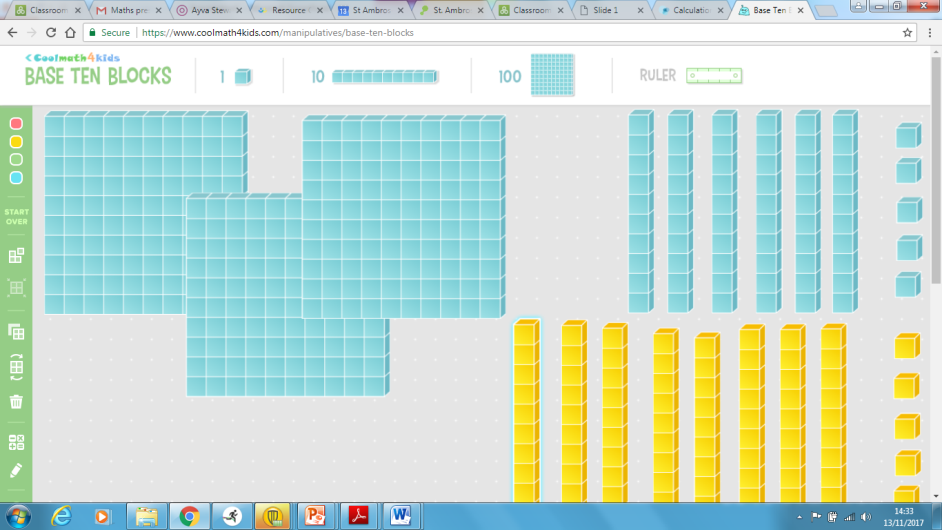 Classroom
Maths pre
Ayva Stew
Resource
St Ambros
St. Ambro
Classroom
Slide 1
Calculatio
Base Ten B
Secure
https://www.coolmath4kids.com/manipulatives/base-ten-blocks
Coolmath4kids
BASE TEN BLOCKS
1
10
100
RULER
START
OVER
14:33
13/11/2017